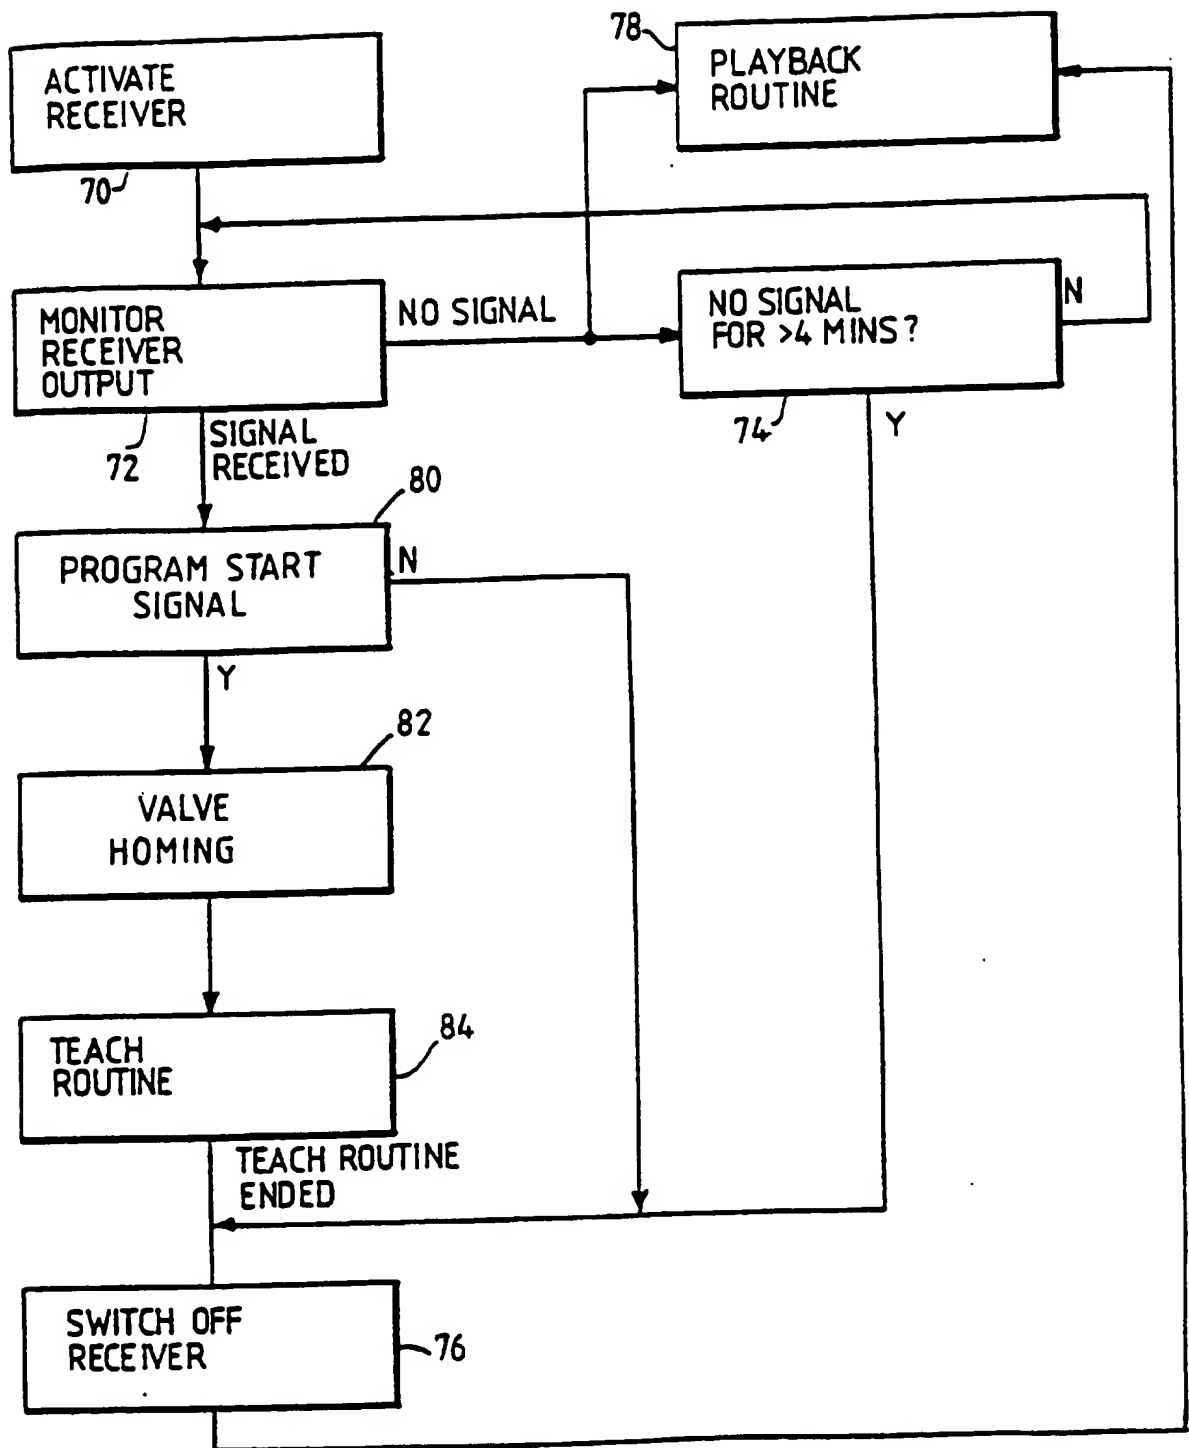 ACTIVATE
RECEIVER
70
78
PLAYBACK
ROUTINE
MONITOR
RECEIVER
OUTPUT
72
NO SIGNAL
NO SIGNAL
FOR >4 MINS?
N
74
Y
SIGNAL
RECEIVED
80
PROGRAM START
SIGNAL
N
Y
82
VALVE
HOMING
84
TEACH
ROUTINE
TEACH ROUTINE
ENDED
SWITCH OFF
RECEIVER
76